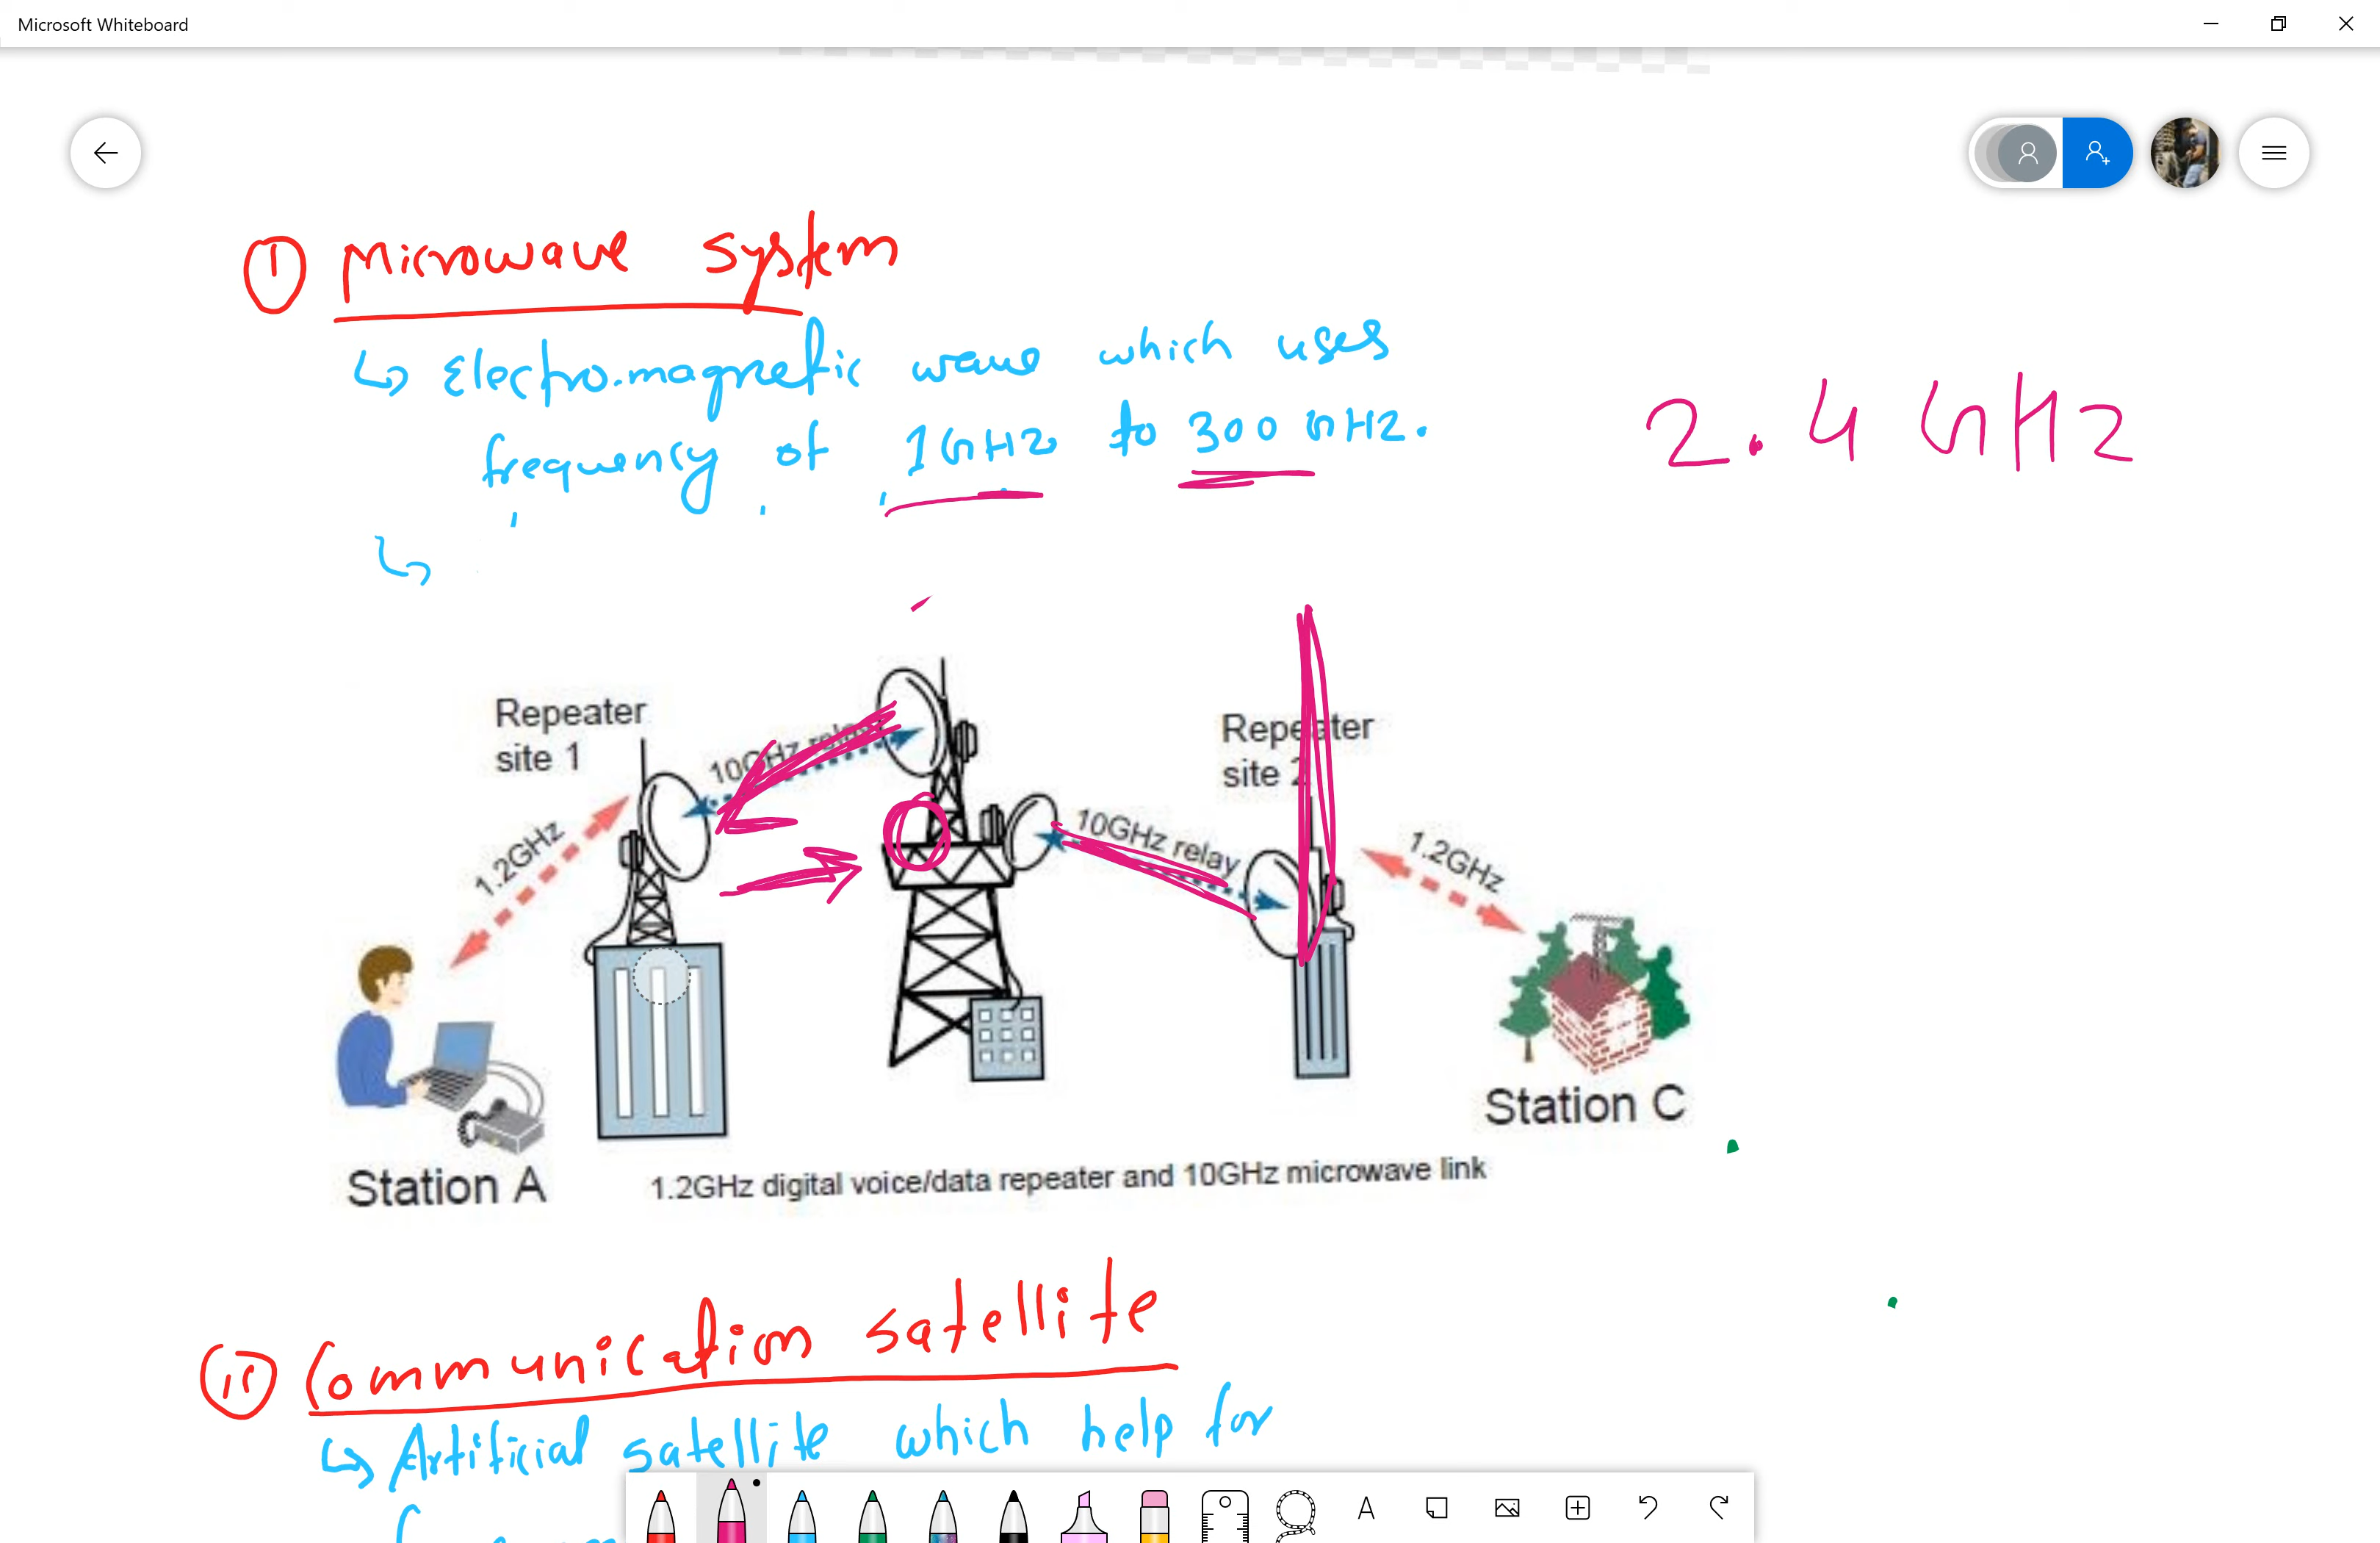 Microsoft Whiteboard
① Microwave system
↳ Electro.magnetic wave which uses
frequency of 1GHz to 300 GHz.
2.4 GHz
↳
Repeater
site 1
10GHz relay
Repeater
site 2
1.2GHz
10GHz relay
1.2GHz
Station A
Station C
1.2GHz digital voice/data repeater and 10GHz microwave link
(ii) Communication satellite
↳ Artificial satellite which help for
A